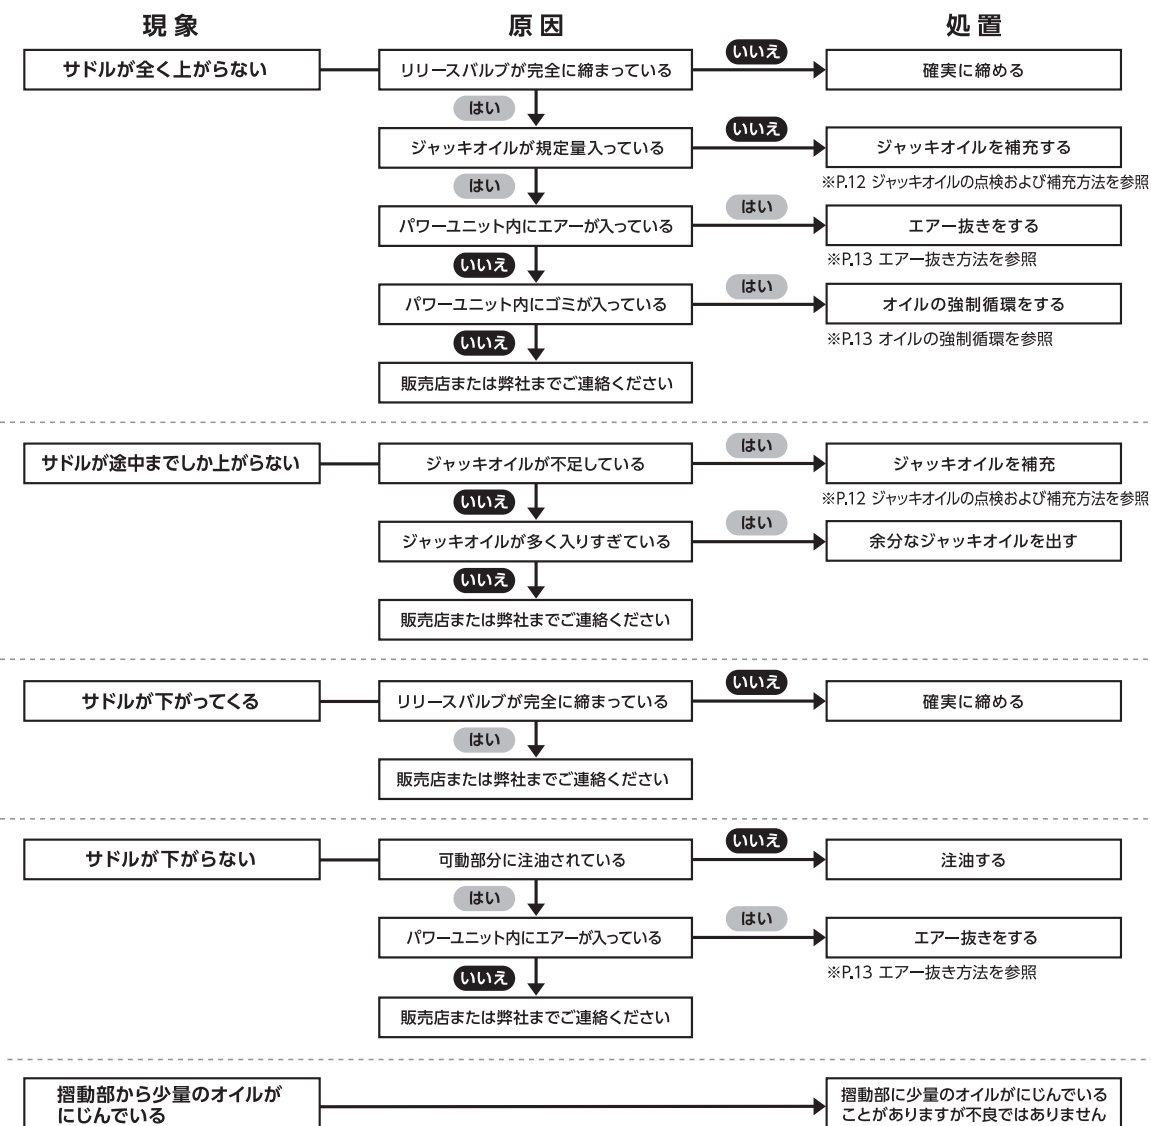 現象
原因
処置
サドルが全く上がらない
リリースバルブが完全に締まっている
いいえ
確実に締める
はい
ジャッキオイルが規定量入っている
いいえ
ジャッキオイルを補充する
※P.12 ジャッキオイルの点検および補充方法を参照
はい
パワーユニット内にエアーが入っている
はい
エアー抜きをする
※P.13 エアー抜き方法を参照
いいえ
パワーユニット内にゴミが入っている
はい
オイルの強制循環をする
※P.13 オイルの強制循環を参照
いいえ
販売店または弊社までご連絡ください
サドルが途中までしか上がらない
ジャッキオイルが不足している
はい
ジャッキオイルを補充
※P.12 ジャッキオイルの点検および補充方法を参照
いいえ
ジャッキオイルが多く入りすぎている
はい
余分なジャッキオイルを出す
いいえ
販売店または弊社までご連絡ください
サドルが下がってくる
リリースバルブが完全に締まっている
いいえ
確実に締める
はい
販売店または弊社までご連絡ください
サドルが下がらない
可動部分に注油されている
いいえ
注油する
はい
パワーユニット内にエアーが入っている
はい
エアー抜きをする
※P.13 エアー抜き方法を参照
いいえ
販売店または弊社までご連絡ください
摺動部から少量のオイルが
にじんでいる
摺動部に少量のオイルがにじんでいる
ことがありますが不良ではありません